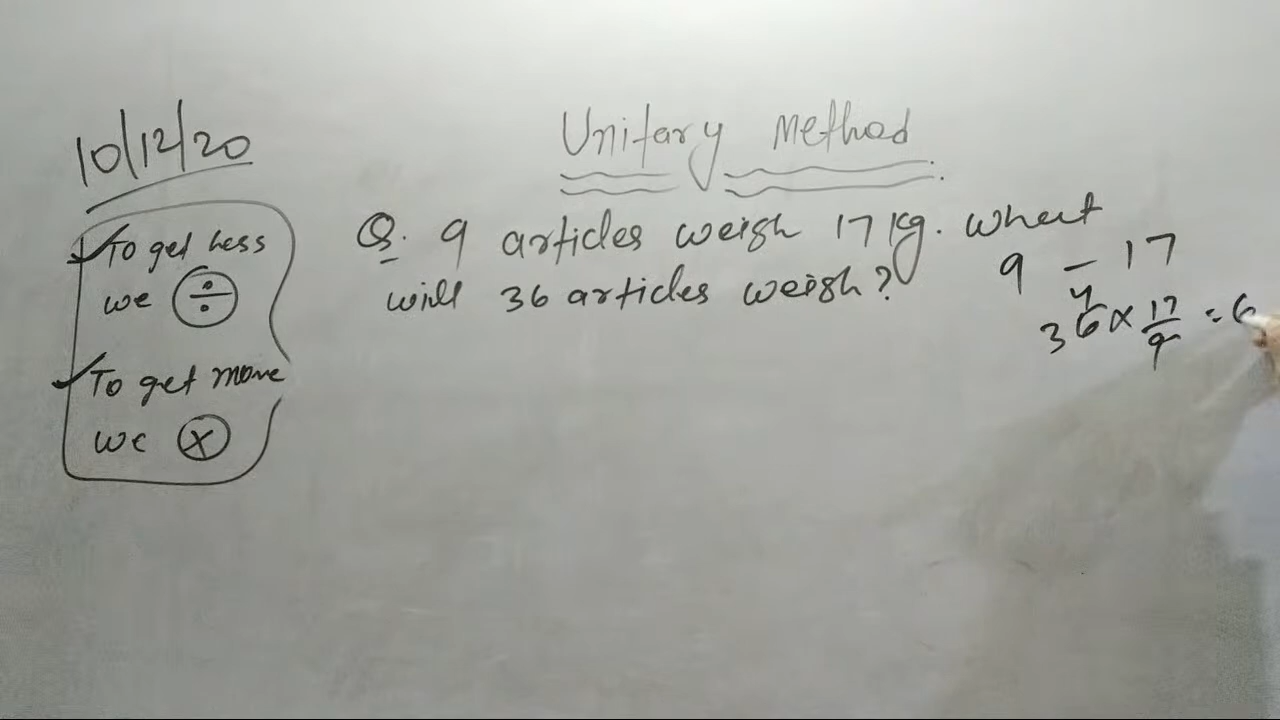 10/12/20
Unitary Method
To get Less
we ÷
To get more
we ×
Q. 9 articles weigh 17 kg. what
will 36 articles weigh?
9 – 17
4
36 × 17/9 = 6